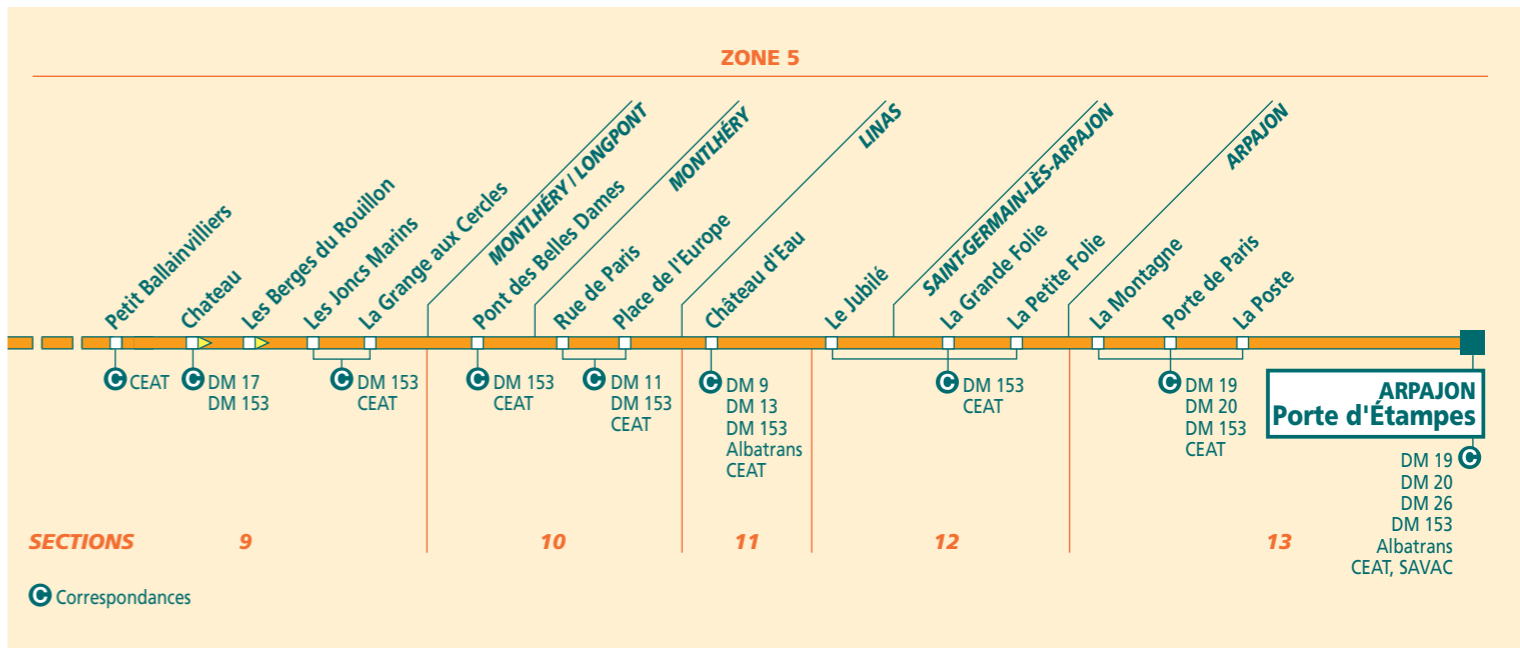 ZONE 5
MONTLHÉRY / LONGPONT
MONTLHÉRY
LINAS
SAINT-GERMAIN-LÈS-ARPAJON
ARPAJON
Petit Ballainvilliers
Chateau
Les Berges du Rouillon
Les Joncs Marins
La Grange aux Cercles
Pont des Belles Dames
Rue de Paris
Place de l'Europe
Château d'Eau
Le Jubilé
La Grande Folie
La Petite Folie
La Montagne
Porte de Paris
La Poste
ARPAJON
Porte d'Étampes
C CEAT
C DM 17
DM 153
C DM 153
CEAT
C DM 153
CEAT
C DM 11
DM 153
CEAT
C DM 9
DM 13
DM 153
Albatrans
CEAT
C DM 153
CEAT
C DM 19
DM 20
DM 153
CEAT
DM 19 C
DM 20
DM 26
DM 153
Albatrans
CEAT, SAVAC
SECTIONS 9 10 11 12 13
C Correspondances